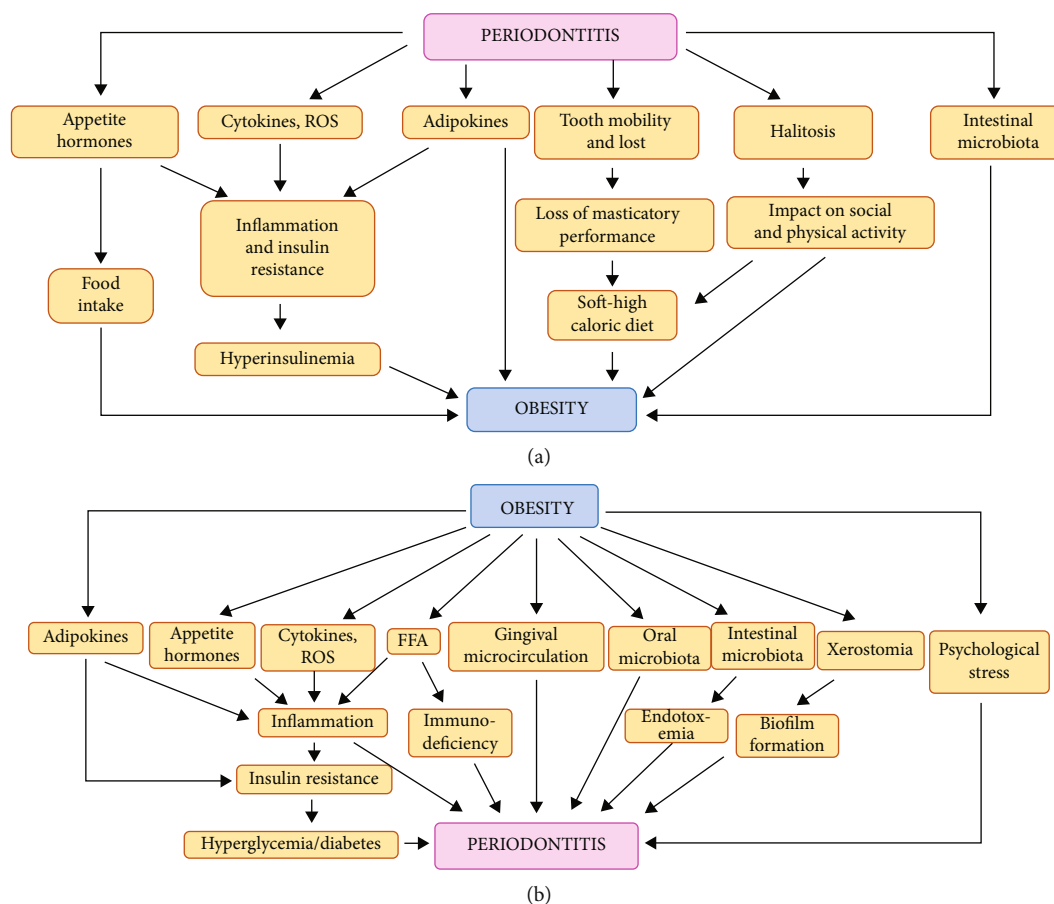 PERIODONTITIS
Appetite
hormones
Cytokines, ROS
Adipokines
Tooth mobility
and lost
Halitosis
Intestinal
microbiota
Inflammation
and insulin
resistance
Loss of masticatory
performance
Impact on social
and physical activity
Food
intake
Soft-high
caloric diet
Hyperinsulinemia
OBESITY
(a)
OBESITY
Adipokines
Appetite
hormones
Cytokines,
ROS
FFA
Gingival
microcirculation
Oral
microbiota
Intestinal
microbiota
Xerostomia
Psychological
stress
Inflammation
Immuno-
deficiency
Endotox-
emia
Biofilm
formation
Insulin resistance
Hyperglycemia/diabetes
PERIODONTITIS
(b)